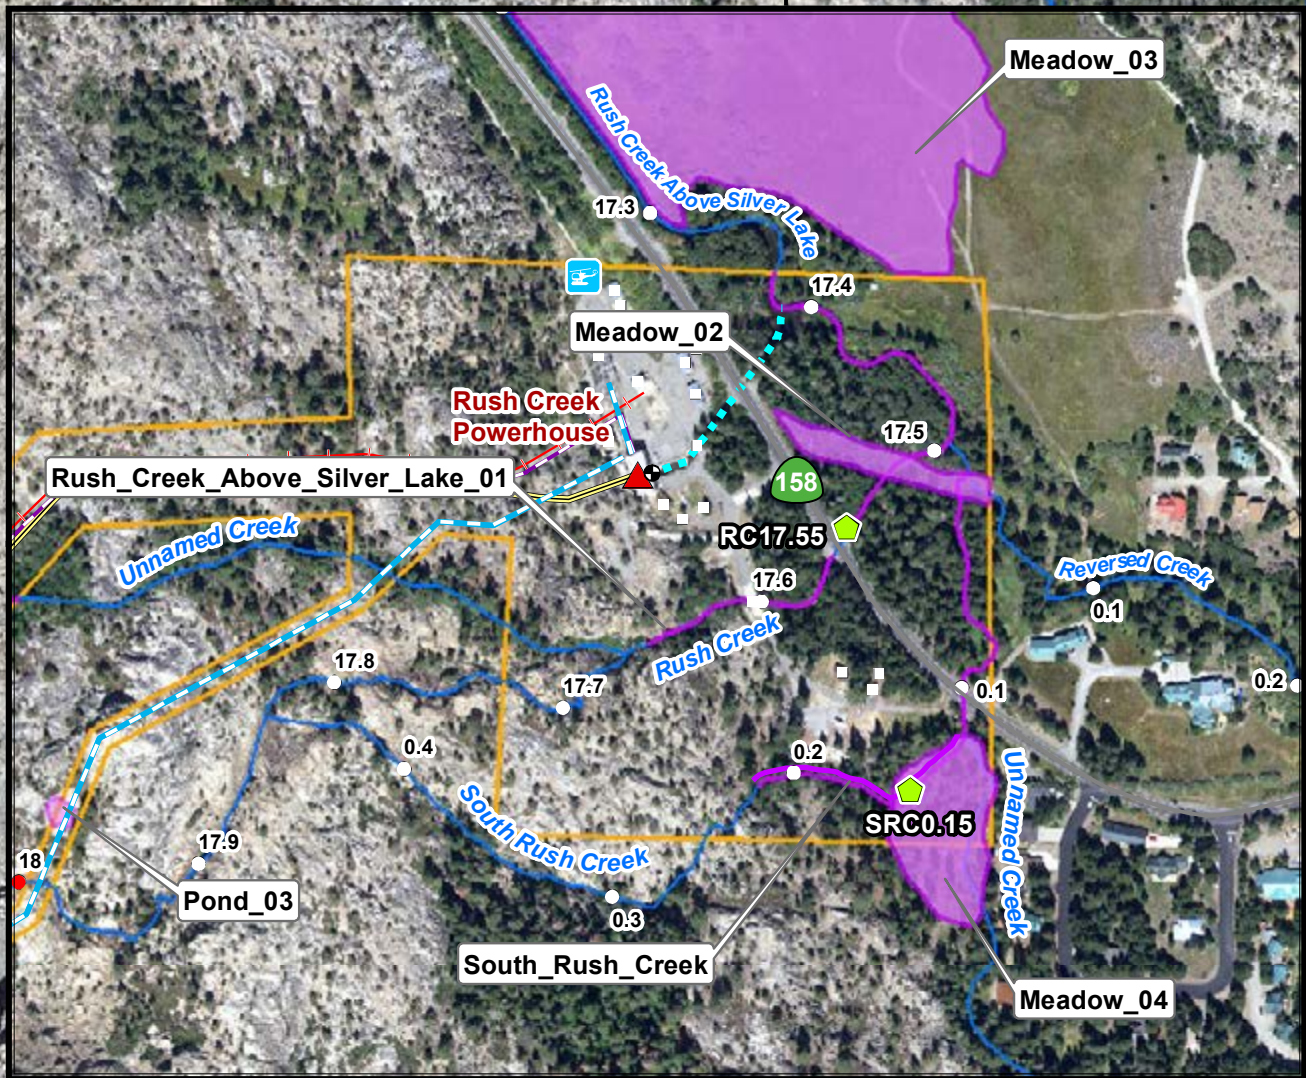 Meadow_03
Rush Creek Above Silver Lake
17.3
17.4
Meadow_02
Rush Creek
Powerhouse
17.5
Rush_Creek_Above_Silver_Lake_01
158
Unnamed Creek
RC17.55
Reversed Creek
17.6
0.1
Rush Creek
17.8
17.7
0.1
0.2
0.4
0.2
South Rush Creek
SRC0.15
Unnamed Creek
17.9
18
Pond_03
0.3
South_Rush_Creek
Meadow_04